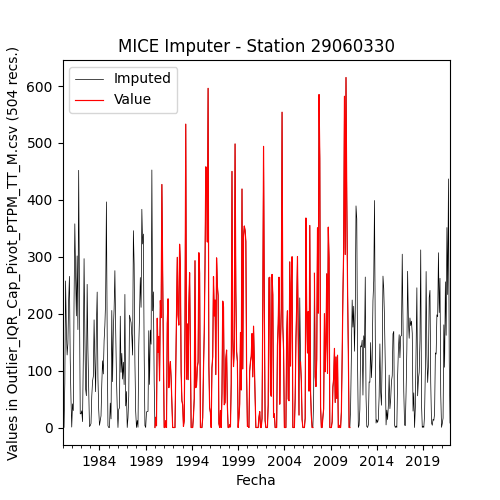 MICE Imputer - Station 29060330
Imputed
Value
600
500
400
300
200
100
0
Values in Outlier_IQR_Cap_Pivot_PTPM_TT_M.csv (504 recs.)
1984 1989 1994 1999 2004 2009 2014 2019
Fecha